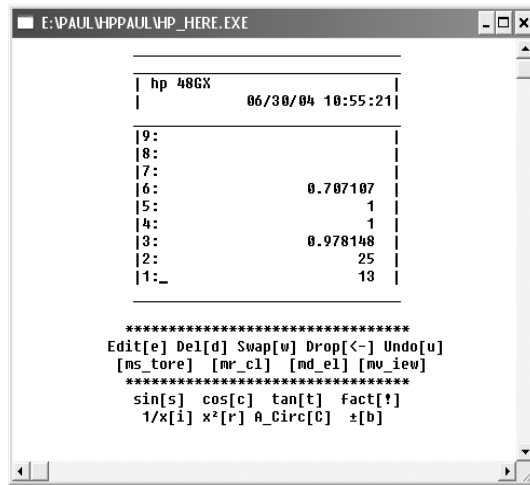 E:\PAUL\HPPAUL\HP_HERE.EXE
| hp 48GX |
| 06/30/04 10:55:21|
|9: |
|8: |
|7: |
|6: 0.707107 |
|5: 1 |
|4: 1 |
|3: 0.978148 |
|2: 25 |
|1:_ 13 |
**********************************
Edit[e] Del[d] Swap[w] Drop[<-] Undo[u]
[ms_tore] [mr_cl] [md_el] [mv_iew]
**********************************
sin[s] cos[c] tan[t] fact[!]
1/x[i] x²[r] A_Circ[C] ±[b]